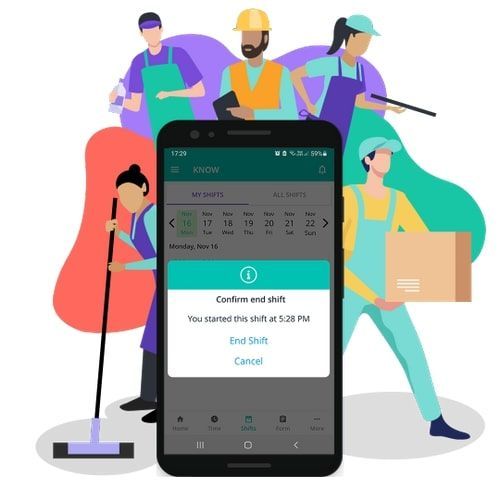 17:29 59%
KNOW
MY SHIFTS ALL SHIFTS
Nov Nov Nov Nov Nov Nov Nov
16 17 18 19 20 21 22
Mon Tue Wed Thu Fri Sat Sun
Monday, Nov 16
Confirm end shift
You started this shift at 5:28 PM
End Shift
Cancel
Home Time Shifts Form More